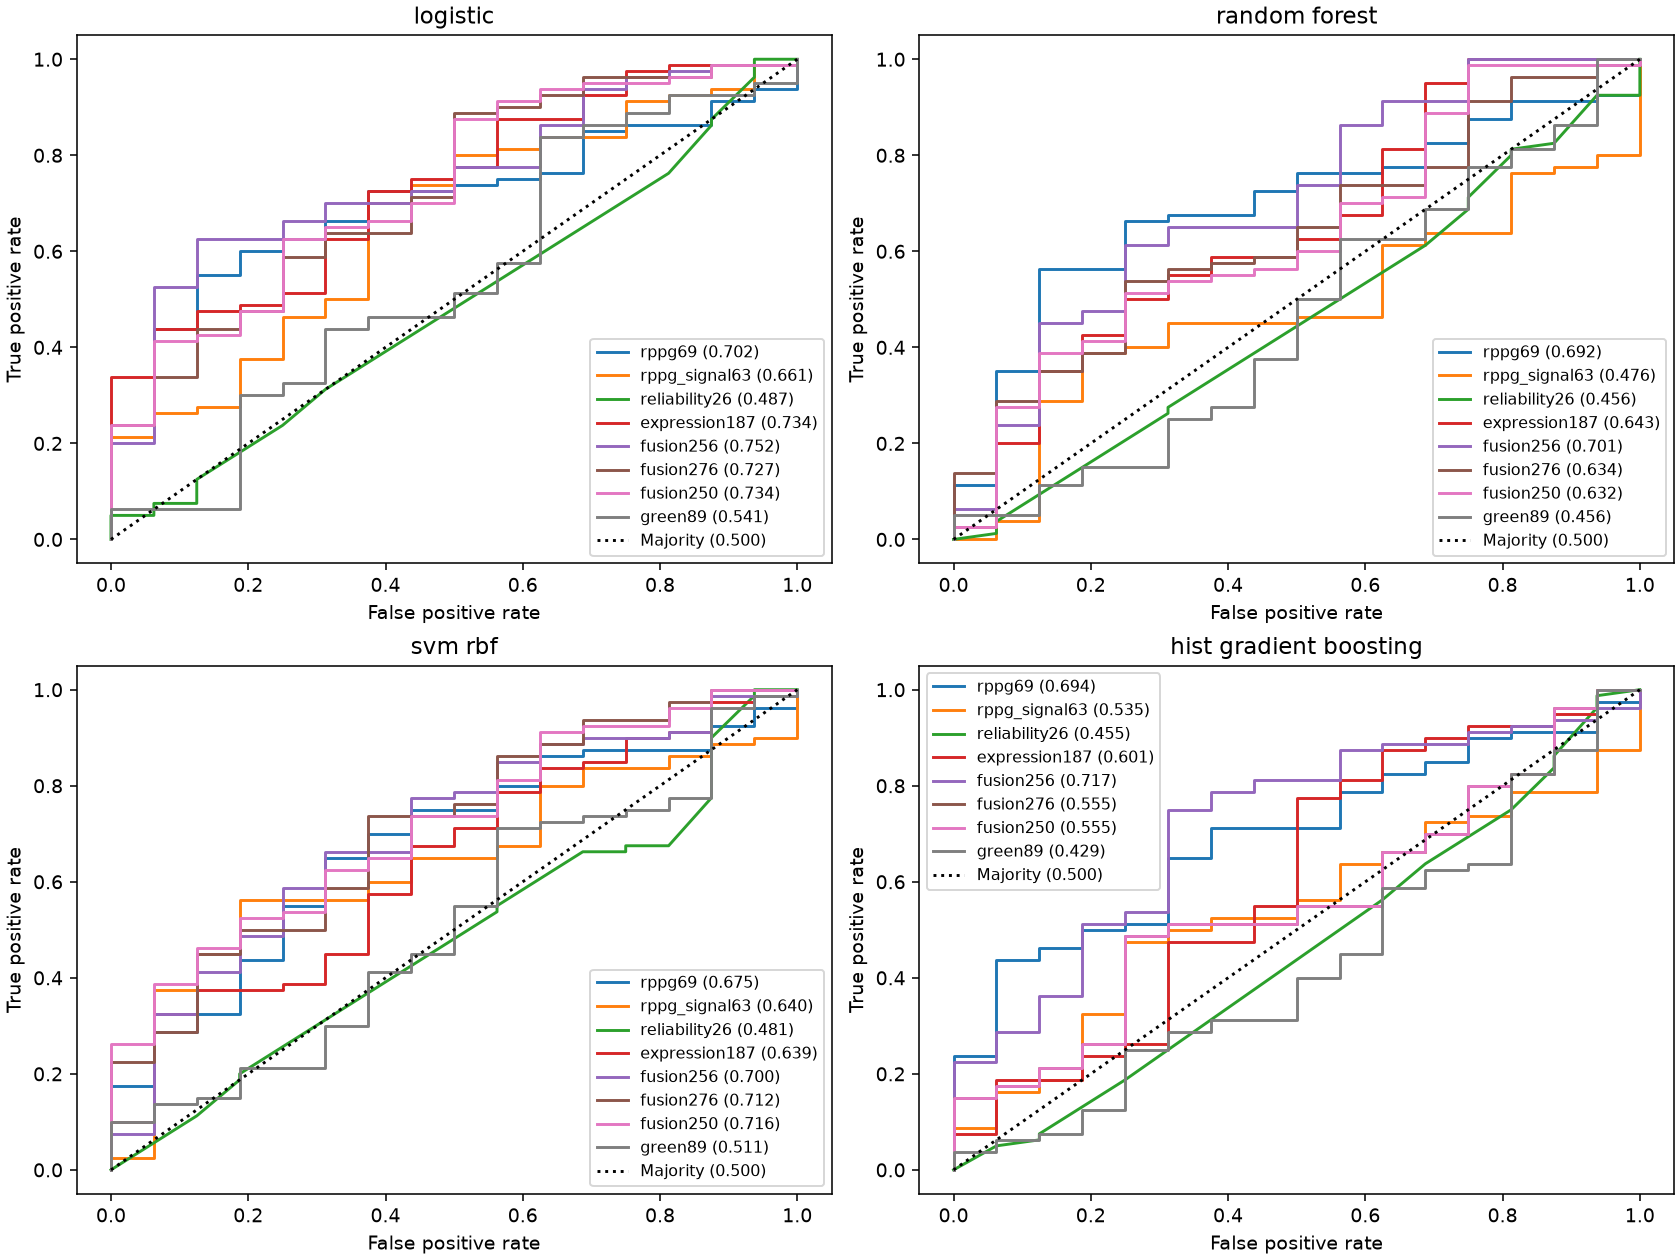 logistic
1.0
0.8
0.6
0.4
0.2
0.0
True positive rate
0.0 0.2 0.4 0.6 0.8 1.0
False positive rate
rppg69 (0.702)
rppg_signal63 (0.661)
reliability26 (0.487)
expression187 (0.734)
fusion256 (0.752)
fusion276 (0.727)
fusion250 (0.734)
green89 (0.541)
Majority (0.500)
random forest
1.0
0.8
0.6
0.4
0.2
0.0
True positive rate
0.0 0.2 0.4 0.6 0.8 1.0
False positive rate
rppg69 (0.692)
rppg_signal63 (0.476)
reliability26 (0.456)
expression187 (0.643)
fusion256 (0.701)
fusion276 (0.634)
fusion250 (0.632)
green89 (0.456)
Majority (0.500)
svm rbf
1.0
0.8
0.6
0.4
0.2
0.0
True positive rate
0.0 0.2 0.4 0.6 0.8 1.0
False positive rate
rppg69 (0.675)
rppg_signal63 (0.640)
reliability26 (0.481)
expression187 (0.639)
fusion256 (0.700)
fusion276 (0.712)
fusion250 (0.716)
green89 (0.511)
Majority (0.500)
hist gradient boosting
1.0
0.8
0.6
0.4
0.2
0.0
True positive rate
0.0 0.2 0.4 0.6 0.8 1.0
False positive rate
rppg69 (0.694)
rppg_signal63 (0.535)
reliability26 (0.455)
expression187 (0.601)
fusion256 (0.717)
fusion276 (0.555)
fusion250 (0.555)
green89 (0.429)
Majority (0.500)